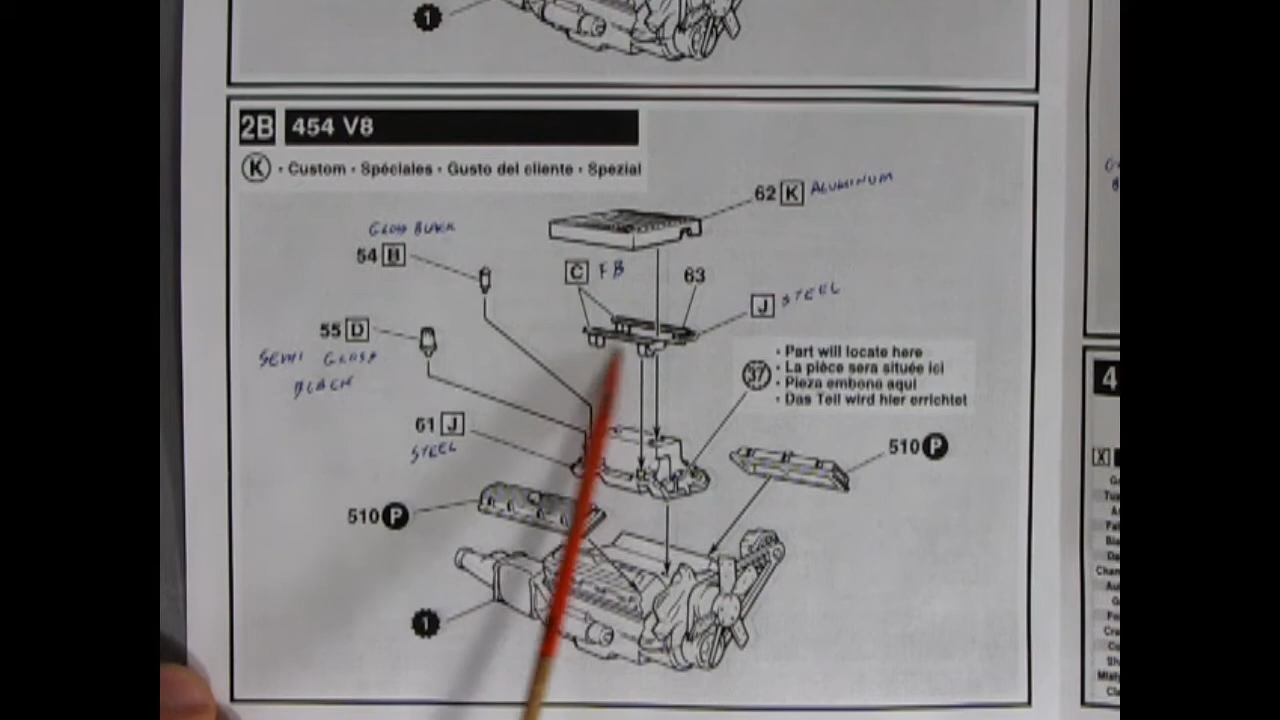 1
2B 454 V8
K · Custom · Spéciales · Gusto del cliente · Spezial
62 K ALUMINUM
GLOSS BLACK
54 B
C FB
63
J STEEL
55 D
SEMI GLOSS
BLACK
37
· Part will locate here
· La pièce sera située ici
· Pieza embona aqui
· Das Teil wird hier errichtet
61 J
STEEL
510 P
510 P
1
4
X